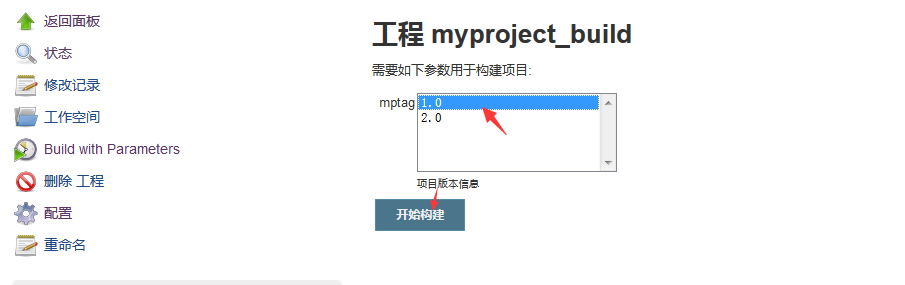 返回面板
状态
修改记录
工作空间
Build with Parameters
删除 工程
配置
重命名
工程 myproject_build
需要如下参数用于构建项目:
mptag
1.0
2.0
项目版本信息
开始构建